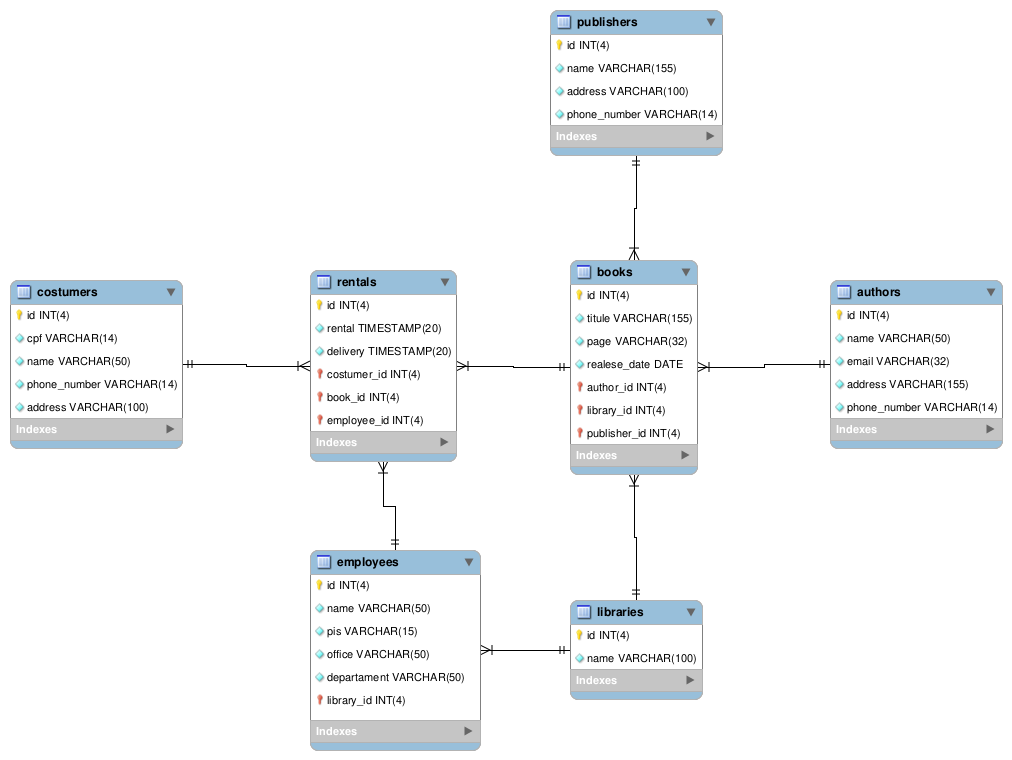 publishers
id INT(4)
name VARCHAR(155)
address VARCHAR(100)
phone_number VARCHAR(14)
Indexes
costumers
id INT(4)
cpf VARCHAR(14)
name VARCHAR(50)
phone_number VARCHAR(14)
address VARCHAR(100)
Indexes
rentals
id INT(4)
rental TIMESTAMP(20)
delivery TIMESTAMP(20)
costumer_id INT(4)
book_id INT(4)
employee_id INT(4)
Indexes
books
id INT(4)
titule VARCHAR(155)
page VARCHAR(32)
realese_date DATE
author_id INT(4)
library_id INT(4)
publisher_id INT(4)
Indexes
authors
id INT(4)
name VARCHAR(50)
email VARCHAR(32)
address VARCHAR(155)
phone_number VARCHAR(14)
Indexes
employees
id INT(4)
name VARCHAR(50)
pis VARCHAR(15)
office VARCHAR(50)
departament VARCHAR(50)
library_id INT(4)
Indexes
libraries
id INT(4)
name VARCHAR(100)
Indexes